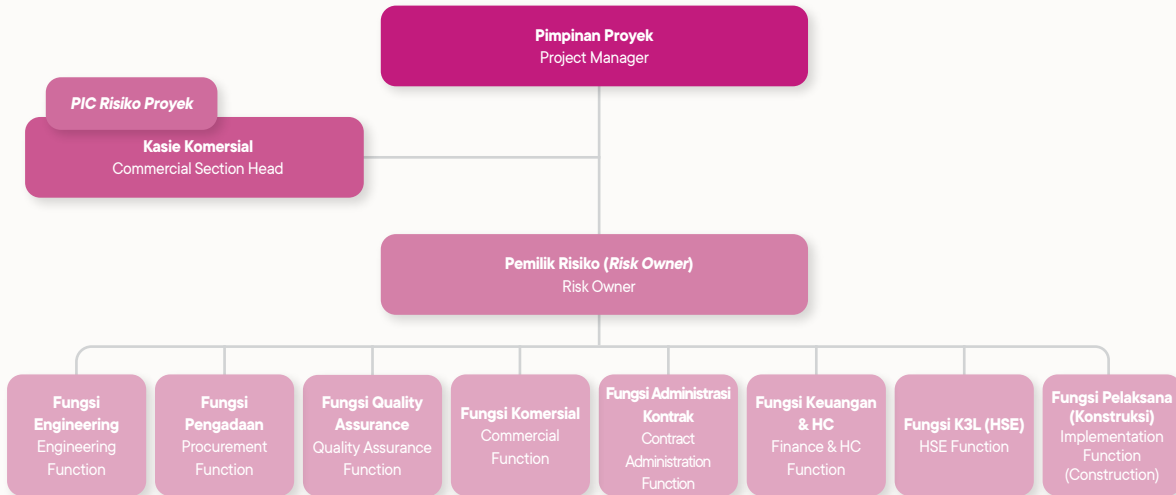 Pimpinan Proyek
Project Manager
PIC Risiko Proyek
Kasie Komersial
Commercial Section Head
Pemilik Risiko (Risk Owner)
Risk Owner
Fungsi
Engineering
Engineering
Function
Fungsi
Pengadaan
Procurement
Function
Fungsi Quality
Assurance
Quality Assurance
Function
Fungsi Komersial
Commercial
Function
Fungsi Administrasi
Kontrak
Contract
Administration
Function
Fungsi Keuangan
& HC
Finance & HC
Function
Fungsi K3L (HSE)
HSE Function
Fungsi Pelaksana
(Konstruksi)
Implementation
Function
(Construction)